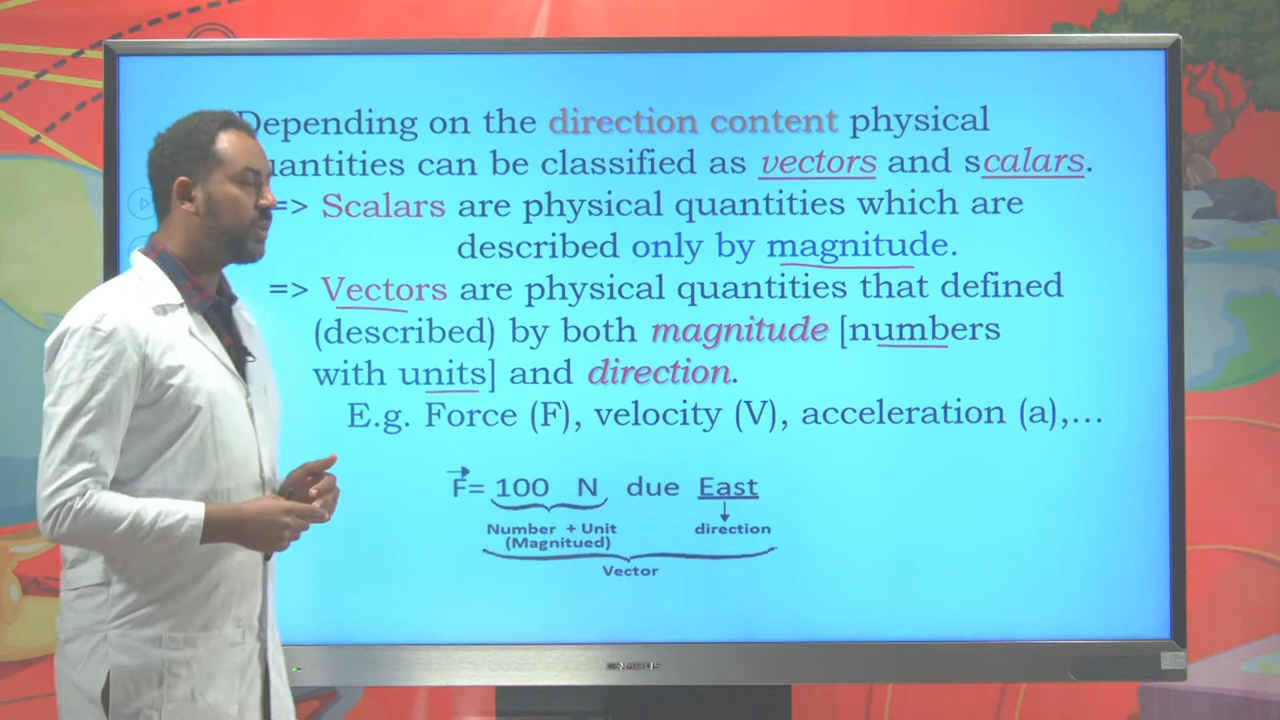 Depending on the direction content physical
uantities can be classified as vectors and scalars.
=> Scalars are physical quantities which are
described only by magnitude.
=> Vectors are physical quantities that defined
(described) by both magnitude [numbers
with units] and direction.
E.g. Force (F), velocity (V), acceleration (a),...
F= 100 N due East
Number + Unit direction
(Magnitued)
Vector